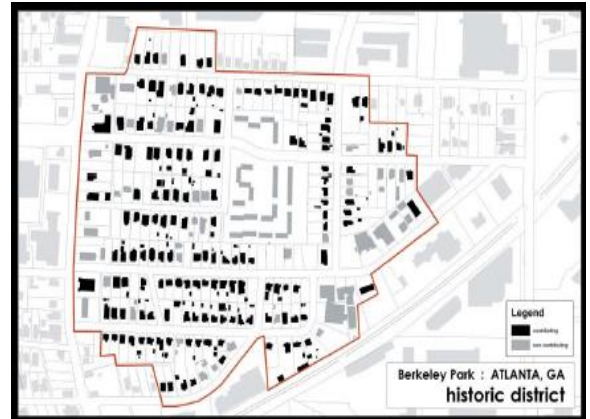 Legend
contributing
non contributing
Berkeley Park : ATLANTA, GA
historic district